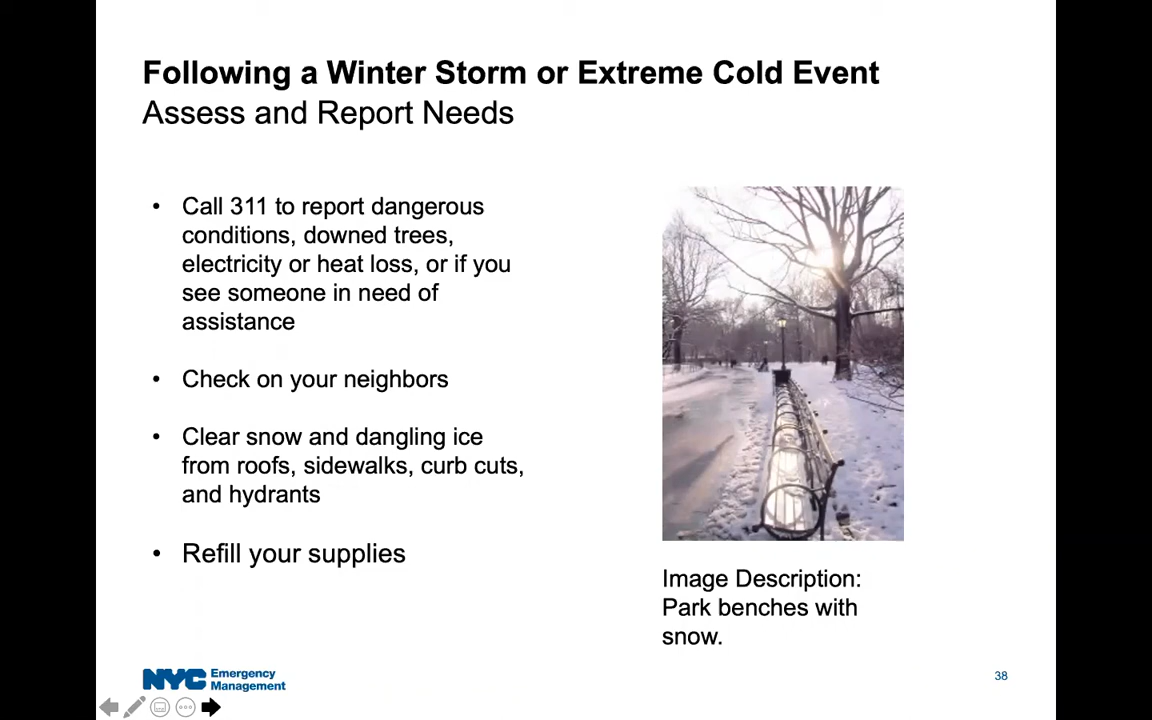 Following a Winter Storm or Extreme Cold Event
Assess and Report Needs
• Call 311 to report dangerous
conditions, downed trees,
electricity or heat loss, or if you
see someone in need of
assistance
• Check on your neighbors
• Clear snow and dangling ice
from roofs, sidewalks, curb cuts,
and hydrants
• Refill your supplies
Image Description:
Park benches with
snow.
NYC Emergency
Management
38